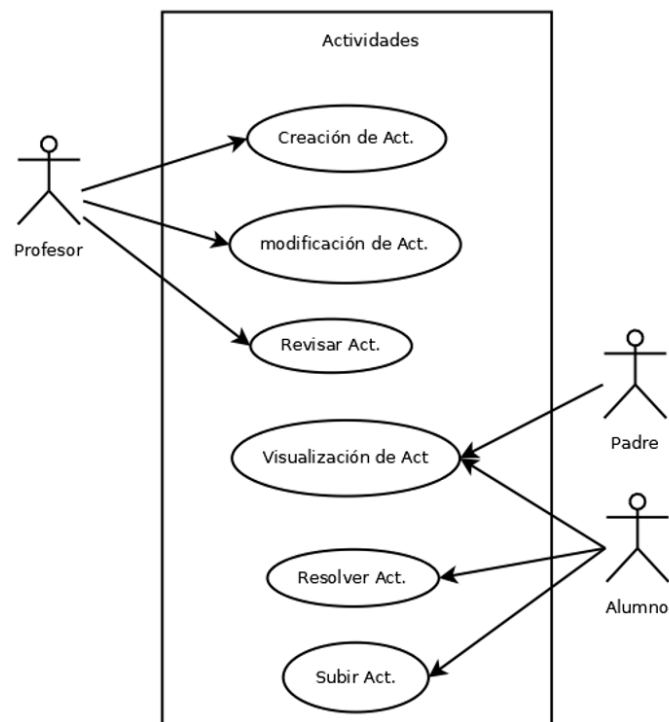 Actividades
Creación de Act.
Profesor
modificación de Act.
Revisar Act.
Padre
Visualización de Act
Resolver Act.
Alumno
Subir Act.